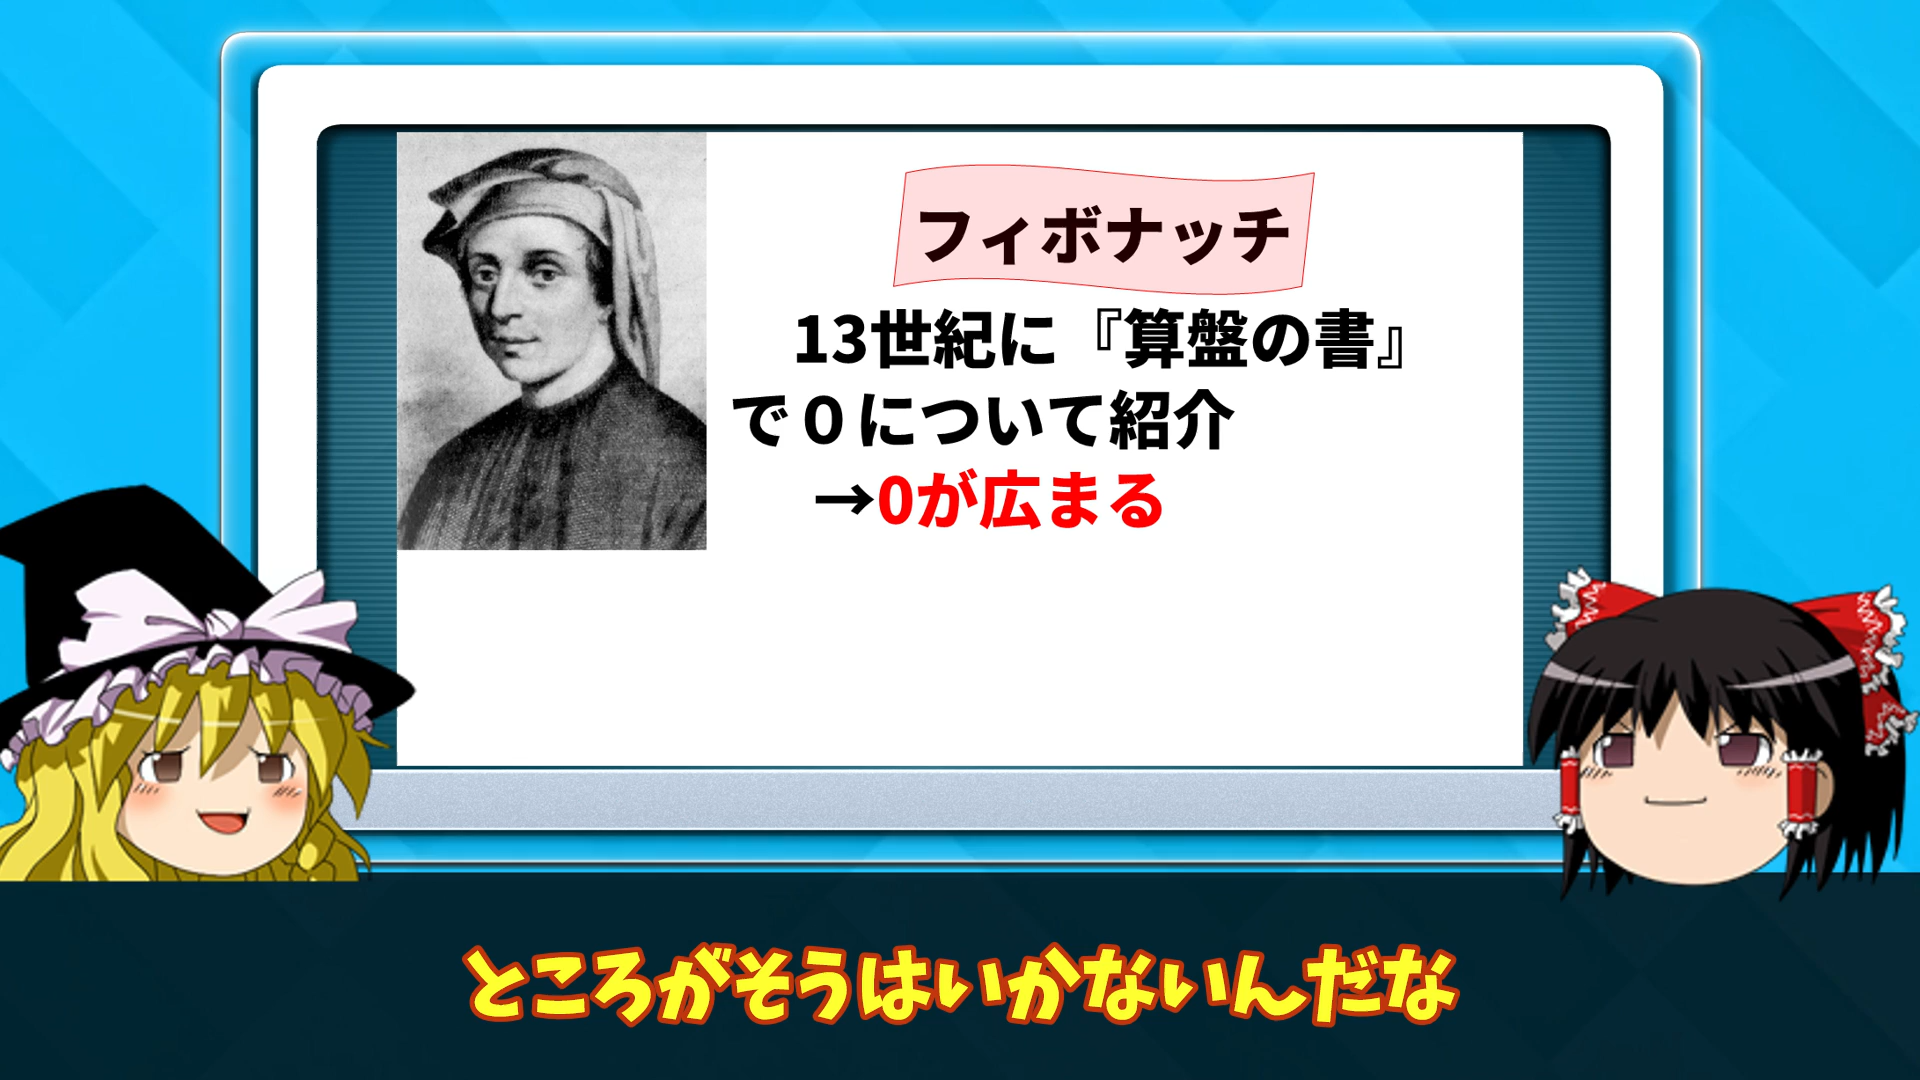 フィボナッチ
13世紀に『算盤の書』
で０について紹介
→0が広まる
ところがそうはいかないんだな